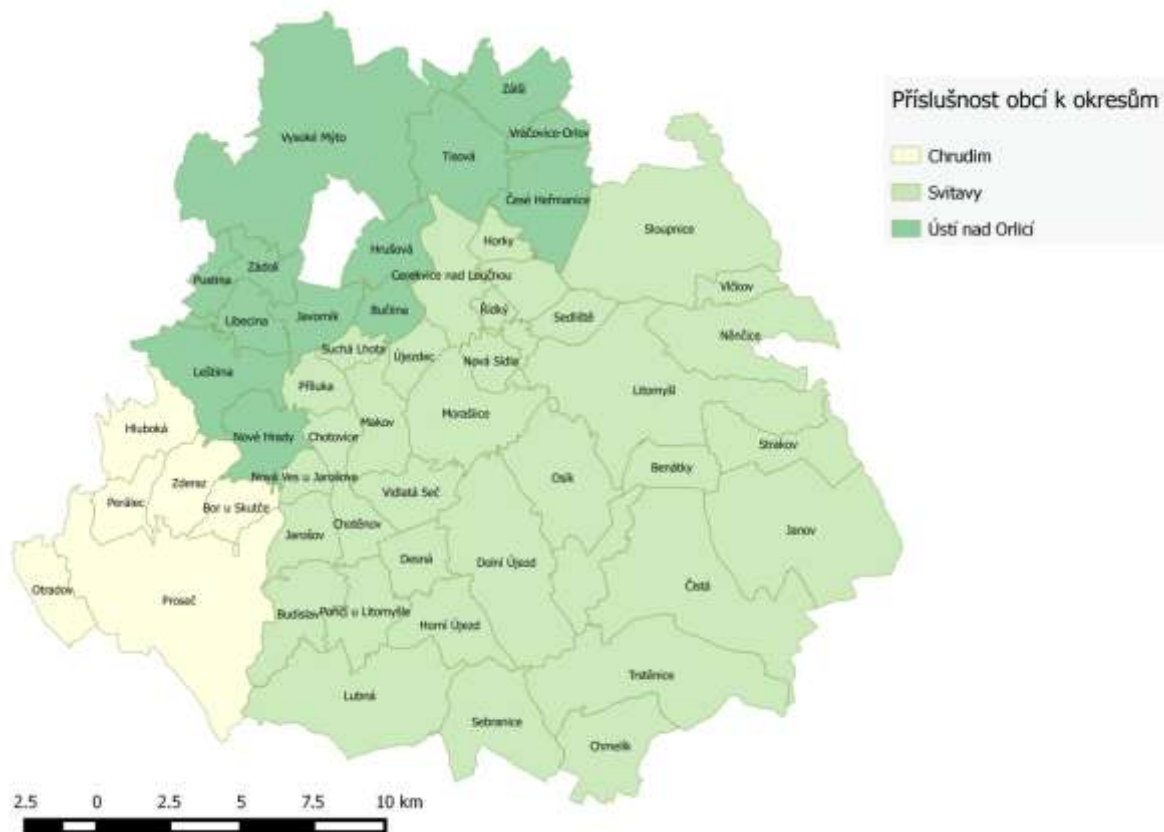 Příslušnost obcí k okresům
Chrudim
Svitavy
Ústí nad Orlicí
Zálší
Vysoké Mýto
Vračovice-Orlov
Tisová
České Heřmanice
Sloupnice
Hrušová
Horky
Zádolí
Cerekvice nad Loučnou
Pustina
Vlčkov
Řídký
Libecina
Javorník
Bučina
Sedliště
Němčice
Suchá Lhota
Újezdec
Nová Sídla
Leština
Příluka
Litomyšl
Morašice
Makov
Hluboká
Nové Hrady
Chotovice
Strakov
Benátky
Nová Ves u Jarošova
Osík
Zderaz
Vidlatá Seč
Perálec
Bor u Skutče
Chotěnov
Jarošov
Janov
Desná
Dolní Újezd
Čistá
Otradov
Proseč
Budislav
Poříčí u Litomyšle
Horní Újezd
Trstěnice
Lubná
Sebranice
Chmelík
2.5 0 2.5 5 7.5 10 km